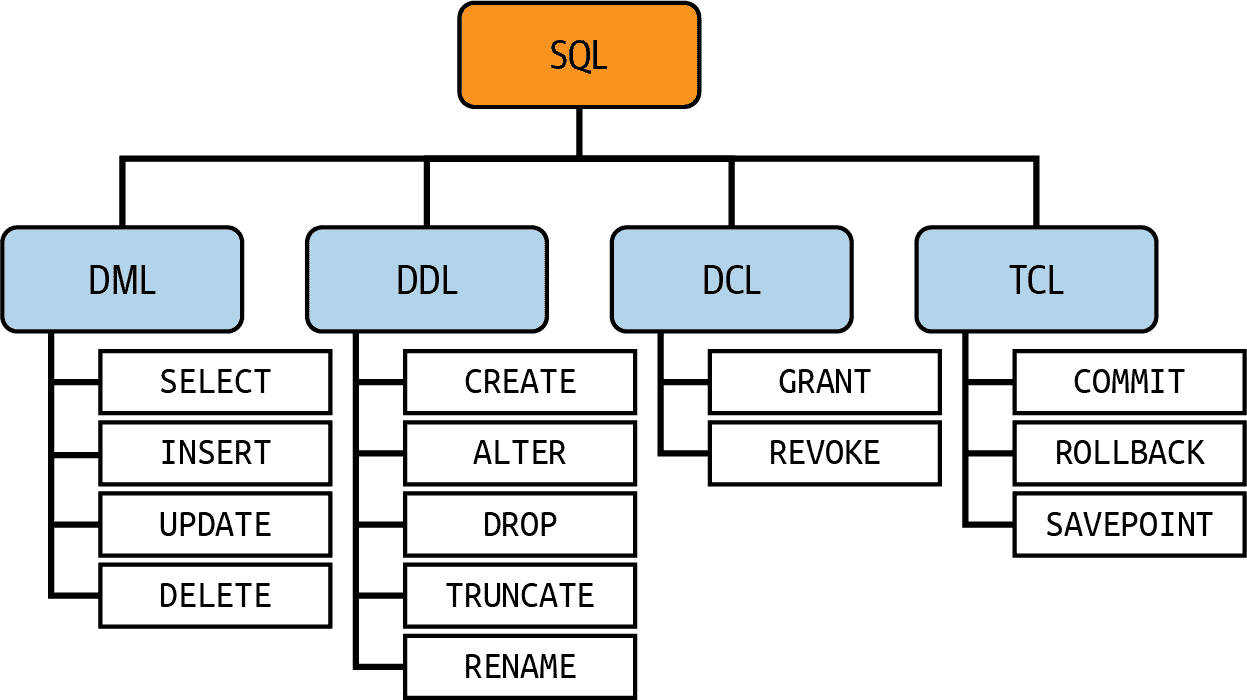 SQL
DML
DDL
DCL
TCL
SELECT
INSERT
UPDATE
DELETE
CREATE
ALTER
DROP
TRUNCATE
RENAME
GRANT
REVOKE
COMMIT
ROLLBACK
SAVEPOINT